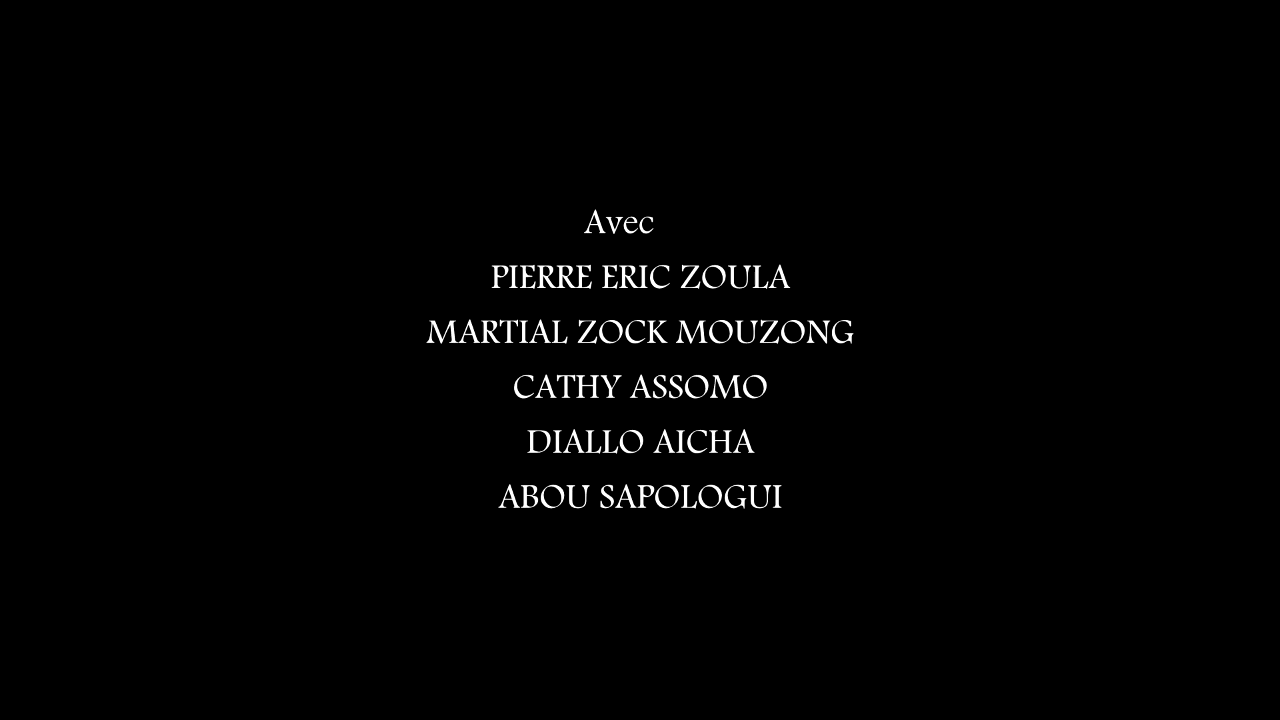 Avec
PIERRE ERIC ZOULA
MARTIAL ZOCK MOUZONG
CATHY ASSOMO
DIALLO AICHA
ABOU SAPOLOGUI